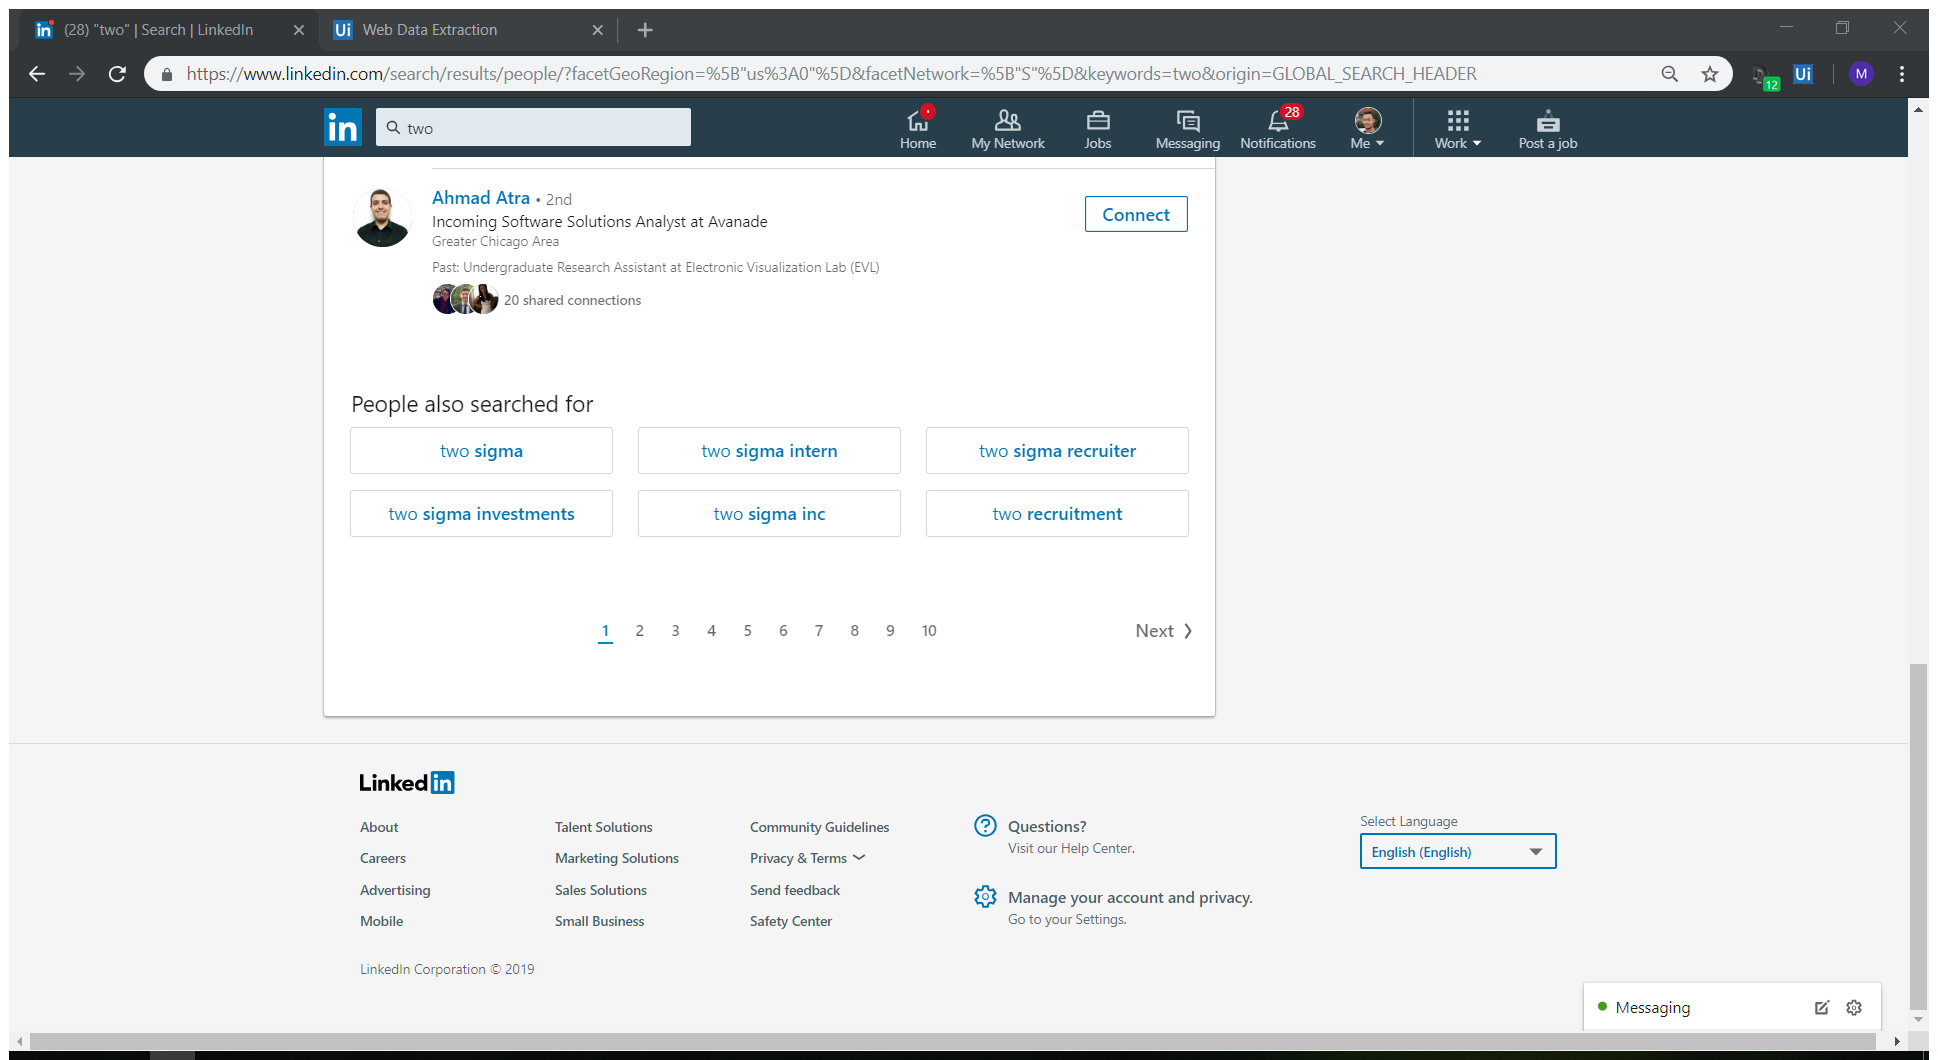 (28) "two" | Search | LinkedIn
Ui Web Data Extraction
https://www.linkedin.com/search/results/people/?facetGeoRegion=%5B"us%3A0"%5D&facetNetwork=%5B"S"%5D&keywords=two&origin=GLOBAL_SEARCH_HEADER
12
Ui
M
in
two
Home
My Network
Jobs
Messaging
28
Notifications
Me
Work
Post a job
Ahmad Atra • 2nd
Incoming Software Solutions Analyst at Avanade
Greater Chicago Area
Past: Undergraduate Research Assistant at Electronic Visualization Lab (EVL)
20 shared connections
Connect
People also searched for
two sigma
two sigma intern
two sigma recruiter
two sigma investments
two sigma inc
two recruitment
1 2 3 4 5 6 7 8 9 10
Next
Linked in
About
Talent Solutions
Community Guidelines
Careers
Marketing Solutions
Privacy & Terms
Advertising
Sales Solutions
Send feedback
Mobile
Small Business
Safety Center
Questions?
Visit our Help Center.
Manage your account and privacy.
Go to your Settings.
Select Language
English (English)
LinkedIn Corporation © 2019
Messaging